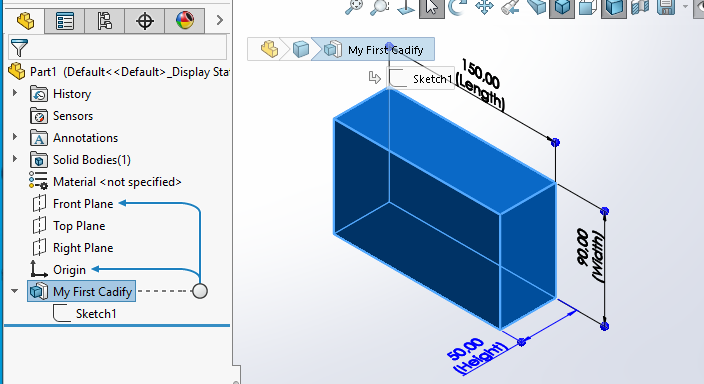 Part1 (Default<<Default>_Display Sta
History
Sensors
Annotations
Solid Bodies(1)
Material <not specified>
Front Plane
Top Plane
Right Plane
Origin
My First Cadify
Sketch1
My First Cadify
Sketch1
150,00
(Length)
90,00
(Width)
50,00
(Height)